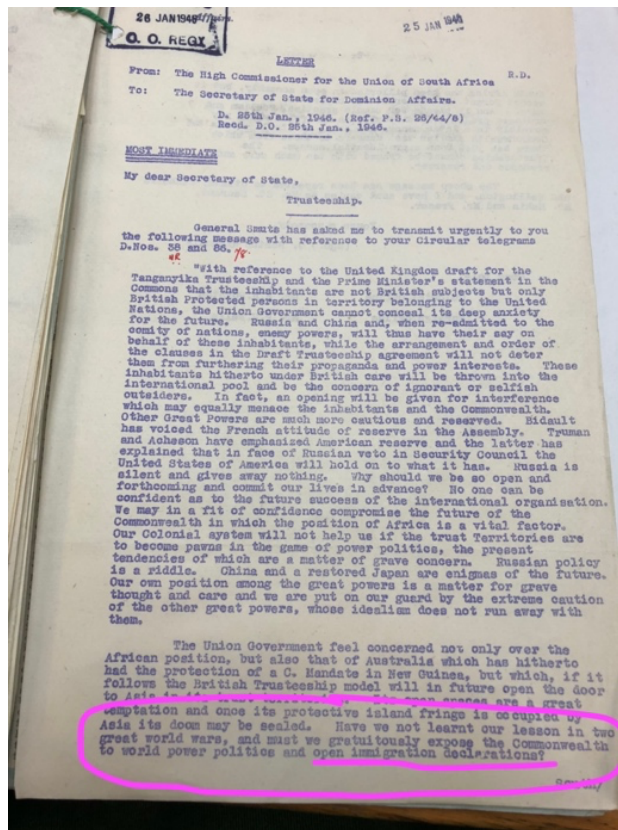 26 JAN 1946 Affairs.
O. O. REGY
25 JAN 1946
LETTER
From: The High Commissioner for the Union of South Africa R.D.
To: The Secretary of State for Dominion Affairs.
D. 25th Jan., 1946. (Ref. P.S. 26/44/8)
Recd. D.O. 25th Jan., 1946.
MOST IMMEDIATE
My dear Secretary of State,
Trusteeship.
General Smuts has asked me to transmit urgently to you
the following message with reference to your Circular telegrams
D.Nos. 38 and 86.
"With reference to the United Kingdom draft for the
Tanganyika Trusteeship and the Prime Minister's statement in the
Commons that the inhabitants are not British subjects but only
British Protected persons in territory belonging to the United
Nations, the Union Government cannot conceal its deep anxiety
for the future. Russia and China and, when re-admitted to the
comity of nations, enemy powers, will thus have their say on
behalf of these inhabitants, while the arrangement and order of
the clauses in the Draft Trusteeship agreement will not deter
them from furthering their propaganda and power interests. These
inhabitants hitherto under British care will be thrown into the
international pool and be the concern of ignorant or selfish
outsiders. In fact, an opening will be given for interference
which may equally menace the inhabitants and the Commonwealth.
Other Great Powers are much more cautious and reserved. Bidault
has voiced the French attitude of reserve in the Assembly. Truman
and Acheson have emphasized American reserve and the latter has
explained that in face of Russian veto in Security Council the
United States of America will hold on to what it has. Russia is
silent and gives away nothing. Why should we be so open and
forthcoming and commit our lives in advance? No one can be
confident as to the future success of the international organisation.
We may in a fit of confidence compromise the future of the
Commonwealth in which the position of Africa is a vital factor.
Our Colonial system will not help us if the trust Territories are
to become pawns in the game of power politics, the present
tendencies of which are a matter of grave concern. Russian policy
is a riddle. China and a restored Japan are enigmas of the future.
Our own position among the great powers is a matter for grave
thought and care and we are put on our guard by the extreme caution
of the other great powers, whose idealism does not run away with
them.
The Union Government feel concerned not only over the
African position, but also that of Australia which has hitherto
had the protection of a C. Mandate in New Guinea, but which, if it
follows the British Trusteeship model will in future open the door
to Asia in its open spaces are a great
temptation and once its protective island fringe is occupied by
Asia its doom may be sealed. Have we not learnt our lesson in two
great world wars, and must we gratuitously expose the Commonwealth
to world power politics and open immigration declarations?